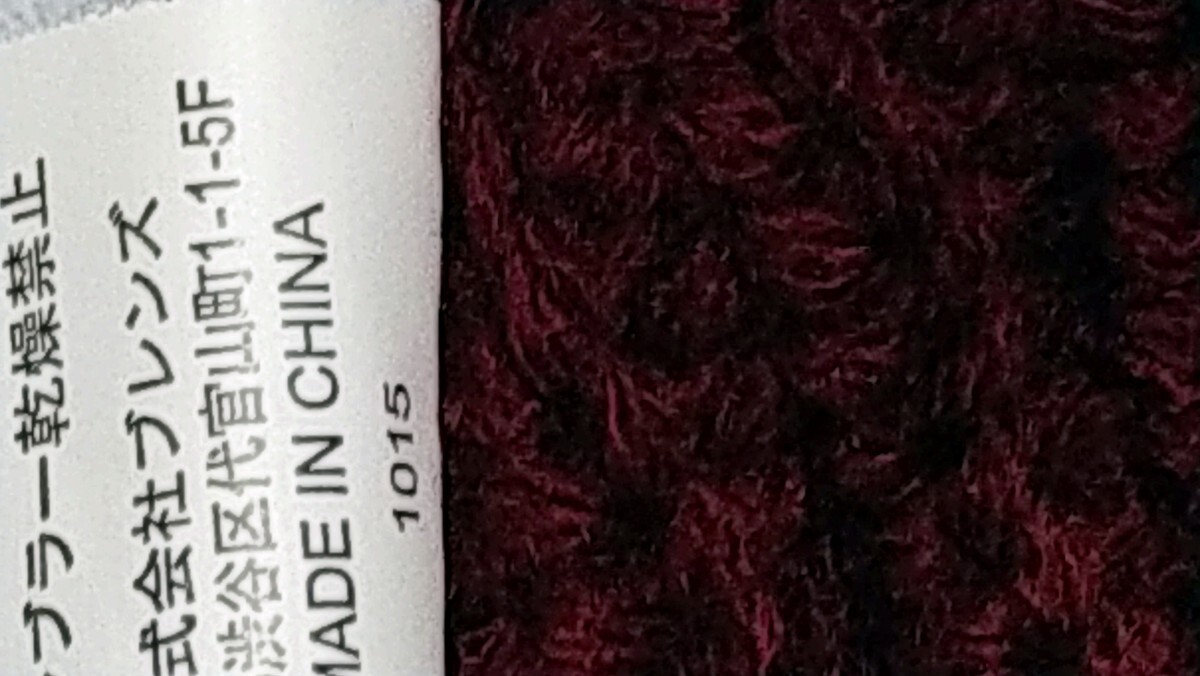 ブラー乾燥禁止
式会社ブレンズ
渋谷区代官山町1-1-5F
MADE IN CHINA
1015